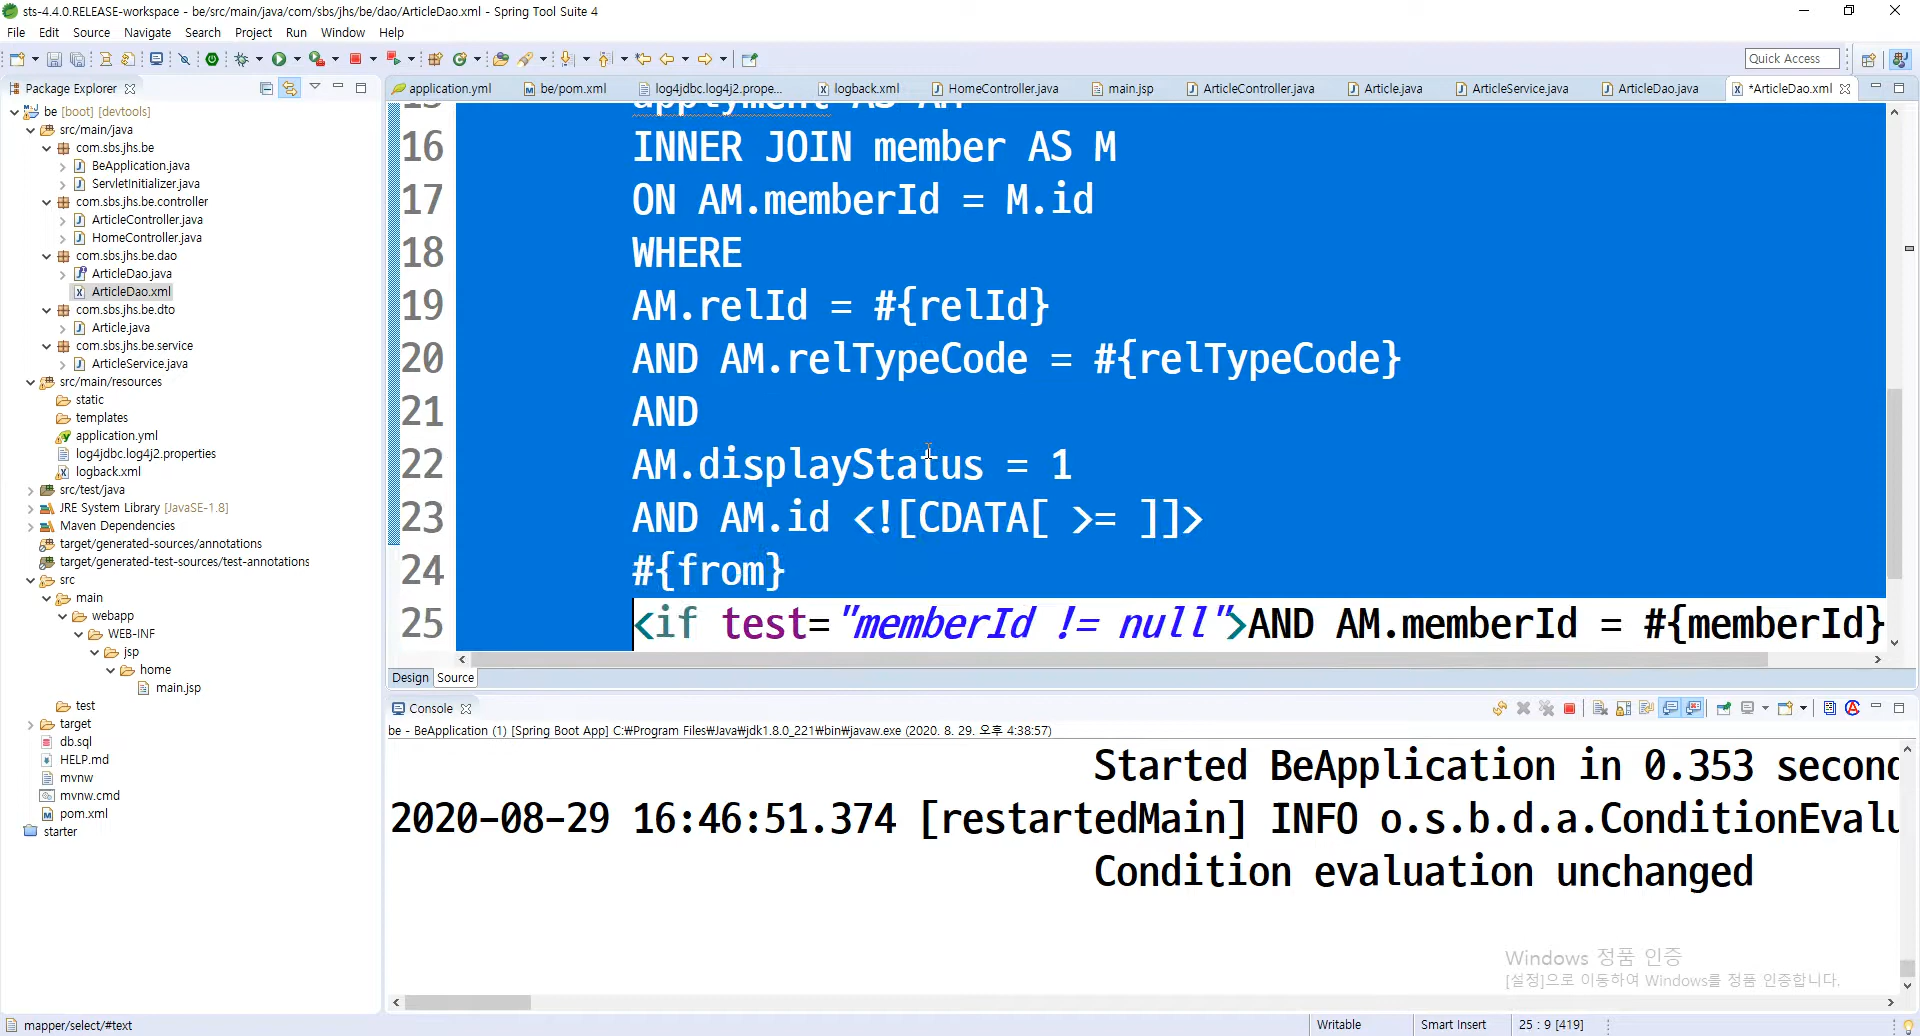 sts-4.4.0.RELEASE-workspace - be/src/main/java/com/sbs/jhs/be/dao/ArticleDao.xml - Spring Tool Suite 4
File Edit Source Navigate Search Project Run Window Help
Quick Access
Package Explorer
application.yml be/pom.xml log4jdbc.log4j2.prope... logback.xml HomeController.java main.jsp ArticleController.java Article.java ArticleService.java ArticleDao.java *ArticleDao.xml
be [boot] [devtools]
src/main/java
com.sbs.jhs.be
BeApplication.java
ServletInitializer.java
com.sbs.jhs.be.controller
ArticleController.java
HomeController.java
com.sbs.jhs.be.dao
ArticleDao.java
ArticleDao.xml
com.sbs.jhs.be.dto
Article.java
com.sbs.jhs.be.service
ArticleService.java
src/main/resources
static
templates
application.yml
log4jdbc.log4j2.properties
logback.xml
src/test/java
JRE System Library [JavaSE-1.8]
Maven Dependencies
target/generated-sources/annotations
target/generated-test-sources/test-annotations
src
main
webapp
WEB-INF
jsp
home
main.jsp
test
target
db.sql
HELP.md
mvnw
mvnw.cmd
pom.xml
starter
16 INNER JOIN member AS M
17 ON AM.memberId = M.id
18 WHERE
19 AM.relId = #{relId}
20 AND AM.relTypeCode = #{relTypeCode}
21 AND
22 AM.displayStatus = 1
23 AND AM.id <![CDATA[ >= ]]>
24 #{from}
25 <if test="memberId != null">AND AM.memberId = #{memberId}
Design Source
Console
be - BeApplication (1) [Spring Boot App] C:₩Program Files₩Java₩jdk1.8.0_221₩bin₩javaw.exe (2020. 8. 29. 오후 4:38:57)
Started BeApplication in 0.353 second
2020-08-29 16:46:51.374 [restartedMain] INFO o.s.b.d.a.ConditionEvalu
Condition evaluation unchanged
Windows 정품 인증
[설정]으로 이동하여 Windows를 정품 인증합니다.
mapper/select/#text Writable Smart Insert 25 : 9 [419]